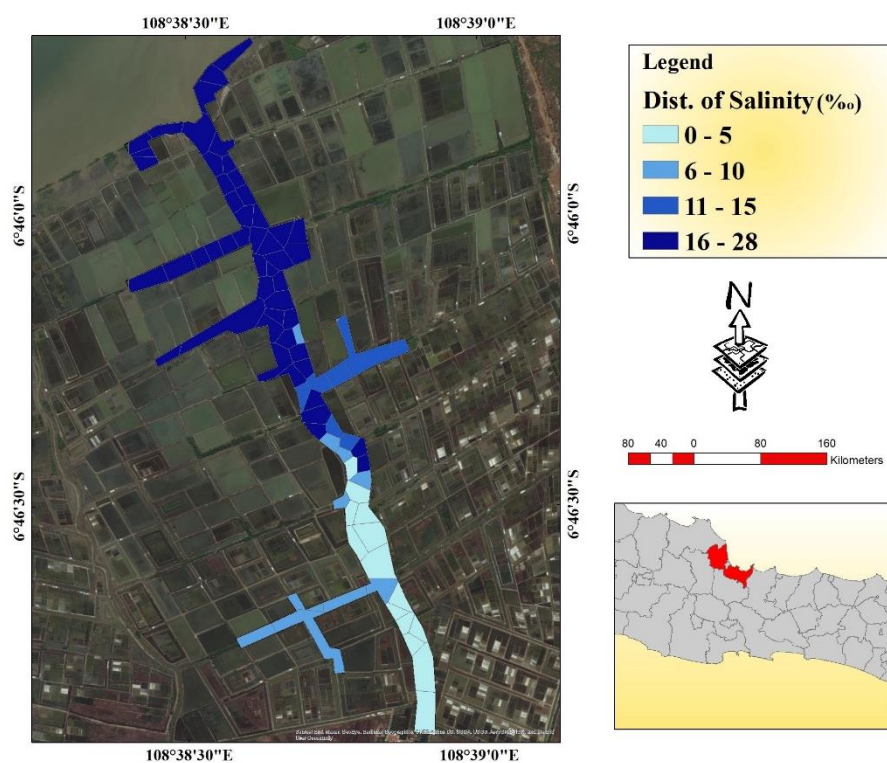 108°38'30"E
108°39'0"E
6°46'0"S
6°46'0"S
6°46'30"S
6°46'30"S
108°38'30"E
108°39'0"E
Legend
Dist. of Salinity (‰)
0 - 5
6 - 10
11 - 15
16 - 28
N
80 40 0 80 160
Kilometers
User Community